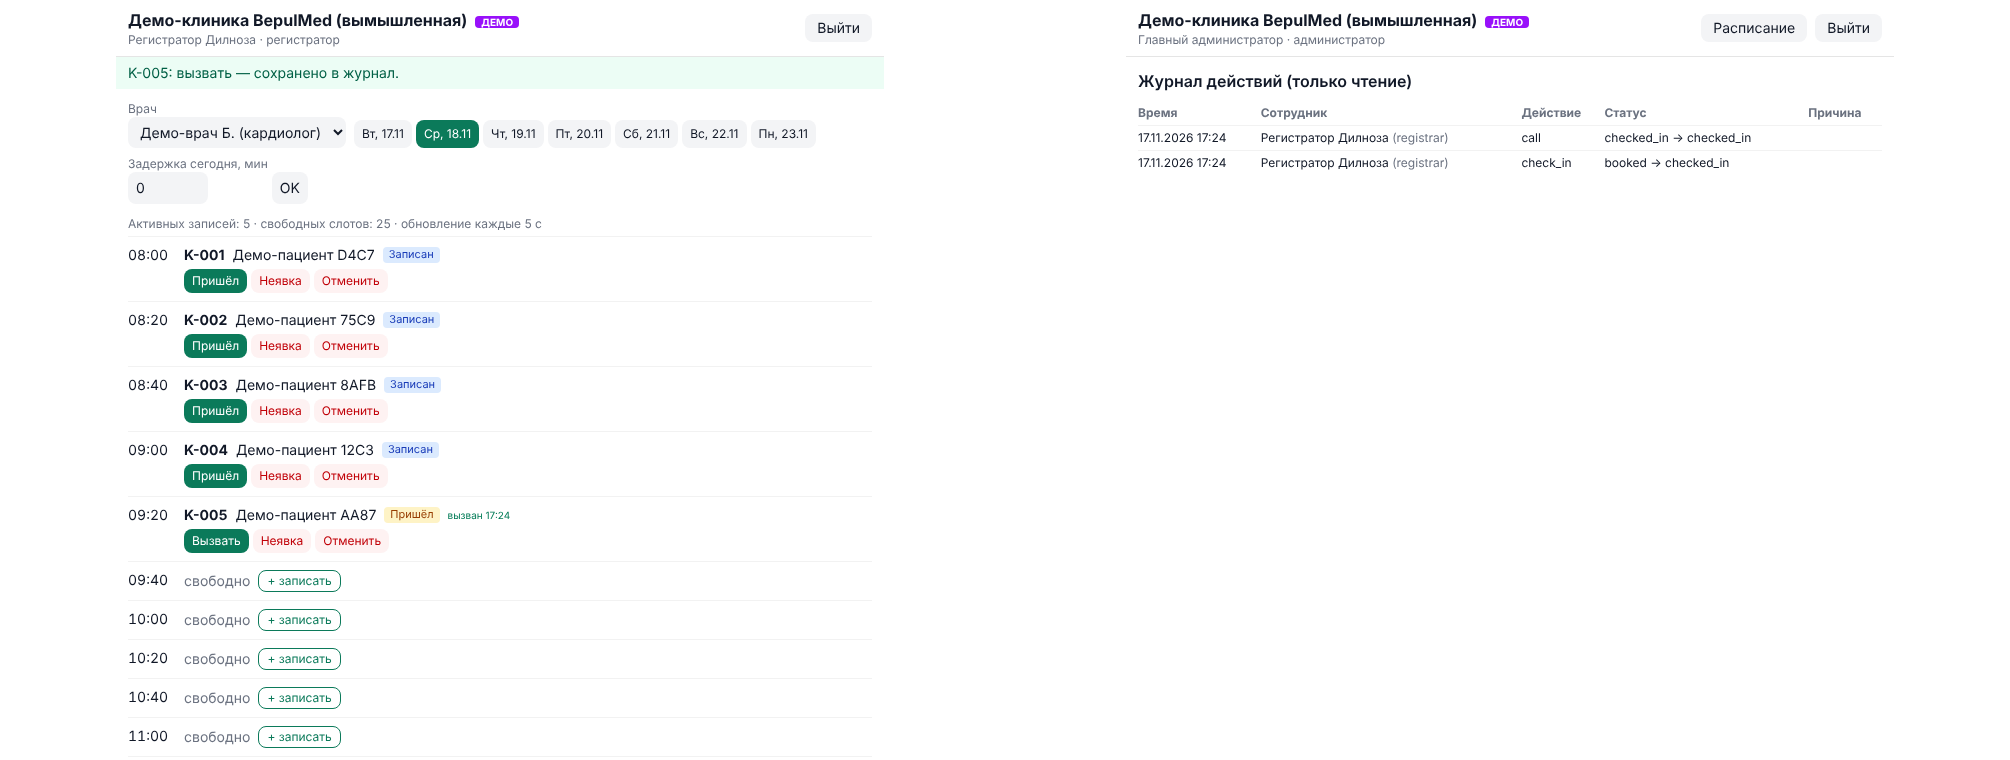 Демо-клиника BepulMed (вымышленная) ДЕМО
Регистратор Дилноза · регистратор
Выйти
K-005: вызвать — сохранено в журнал.
Врач
Демо-врач Б. (кардиолог) Вт, 17.11 Ср, 18.11 Чт, 19.11 Пт, 20.11 Сб, 21.11 Вс, 22.11 Пн, 23.11
Задержка сегодня, мин
0 OK
Активных записей: 5 · свободных слотов: 25 · обновление каждые 5 с
08:00 K-001 Демо-пациент D4C7 Записан
Пришёл Неявка Отменить
08:20 K-002 Демо-пациент 75C9 Записан
Пришёл Неявка Отменить
08:40 K-003 Демо-пациент 8AFB Записан
Пришёл Неявка Отменить
09:00 K-004 Демо-пациент 12C3 Записан
Пришёл Неявка Отменить
09:20 K-005 Демо-пациент AA87 Пришёл вызван 17:24
Вызвать Неявка Отменить
09:40 свободно + записать
10:00 свободно + записать
10:20 свободно + записать
10:40 свободно + записать
11:00 свободно + записать
Демо-клиника BepulMed (вымышленная) ДЕМО
Главный администратор · администратор
Расписание Выйти
Журнал действий (только чтение)
Время Сотрудник Действие Статус Причина
17.11.2026 17:24 Регистратор Дилноза (registrar) call checked_in → checked_in
17.11.2026 17:24 Регистратор Дилноза (registrar) check_in booked → checked_in